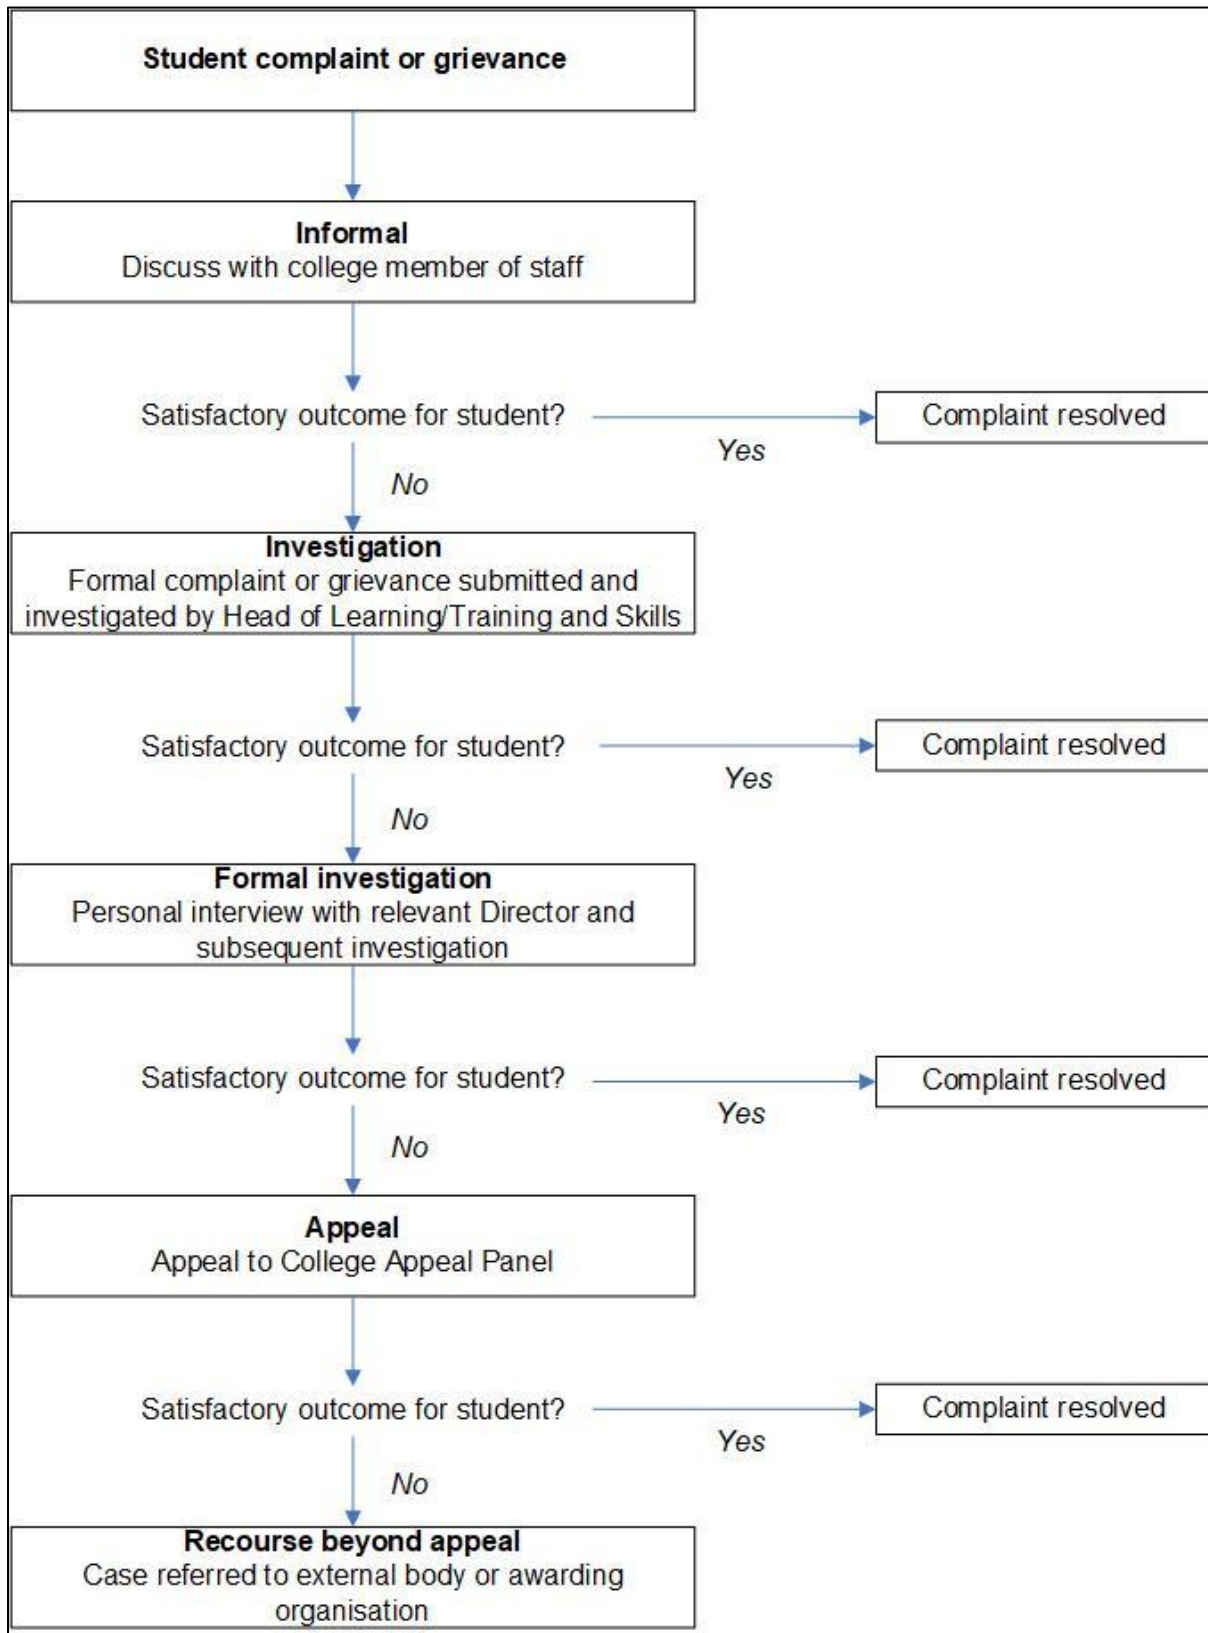 Student complaint or grievance
Informal
Discuss with college member of staff
Satisfactory outcome for student?
Yes
Complaint resolved
No
Investigation
Formal complaint or grievance submitted and
investigated by Head of Learning/Training and Skills
Satisfactory outcome for student?
Yes
Complaint resolved
No
Formal investigation
Personal interview with relevant Director and
subsequent investigation
Satisfactory outcome for student?
Yes
Complaint resolved
No
Appeal
Appeal to College Appeal Panel
Satisfactory outcome for student?
Yes
Complaint resolved
No
Recourse beyond appeal
Case referred to external body or awarding
organisation